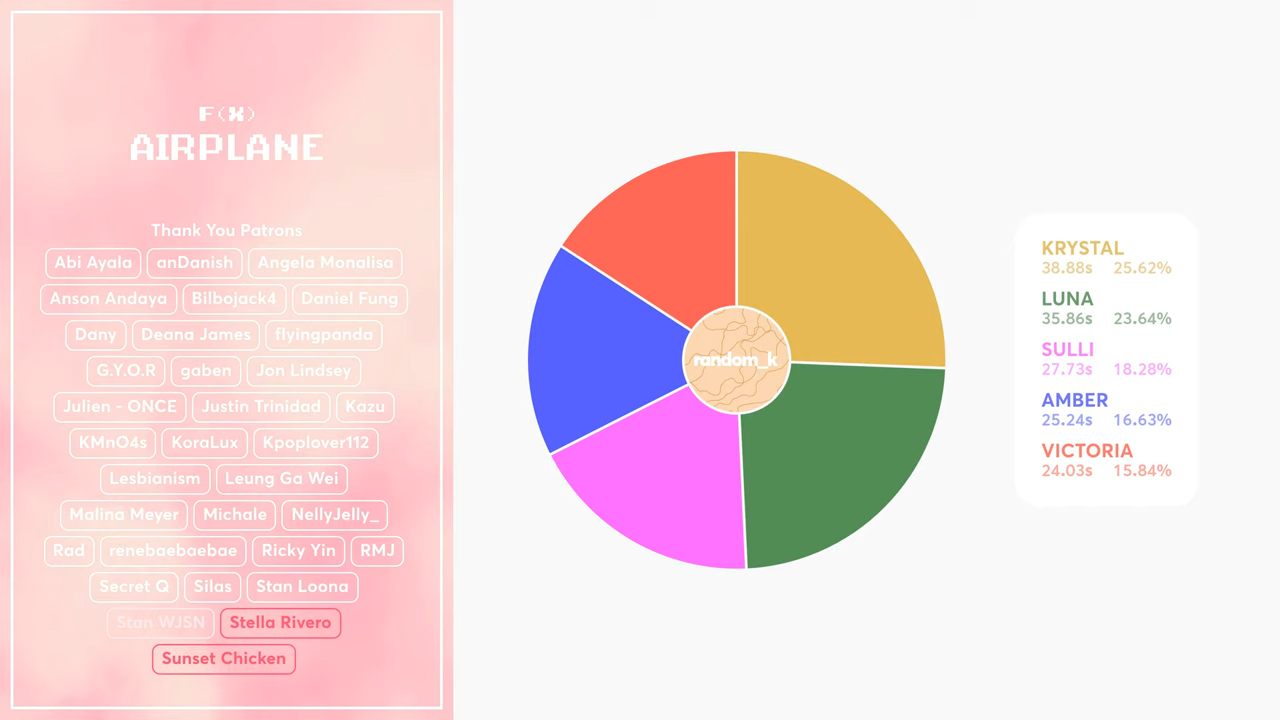 F(X)
AIRPLANE
Thank You Patrons
Abi Ayala anDanish Angela Monalisa
Anson Andaya Bilbojack4 Daniel Fung
Dany Deana James flyingpanda
G.Y.O.R gaben Jon Lindsey
Julien - ONCE Justin Trinidad Kazu
KMnO4s KoraLux Kpoplover112
Lesbianism Leung Ga Wei
Malina Meyer Michale NellyJelly_
Rad renebaebaebae Ricky Yin RMJ
Secret Q Silas Stan Loona
Stan WJSN Stella Rivero
Sunset Chicken
random_k
KRYSTAL
38.88s 25.62%
LUNA
35.86s 23.64%
SULLI
27.73s 18.28%
AMBER
25.24s 16.63%
VICTORIA
24.03s 15.84%